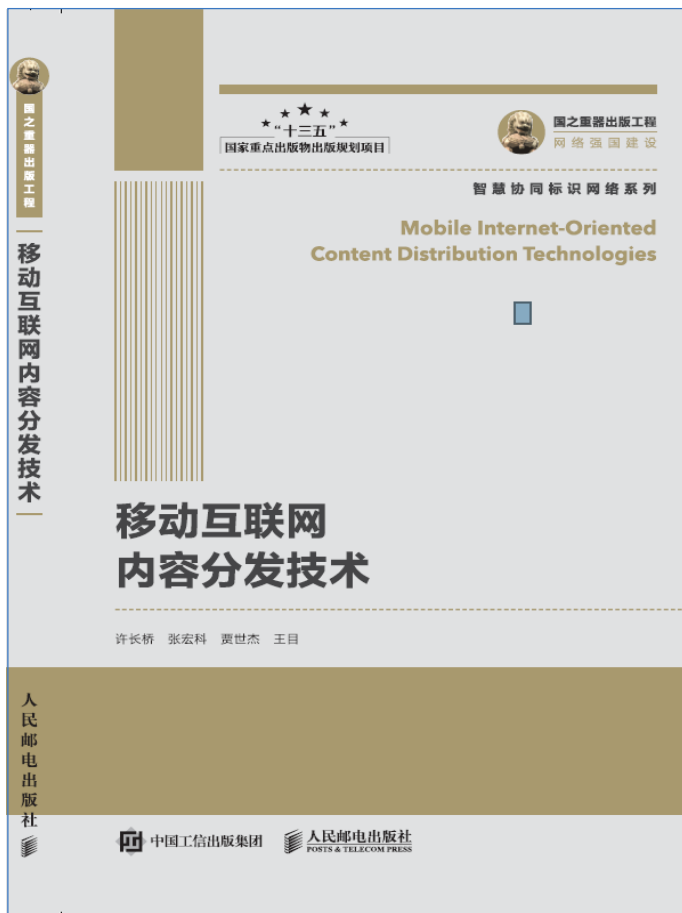 国之重器出版工程
移动互联网内容分发技术
人民邮电出版社
“十三五”
国家重点出版物出版规划项目
国之重器出版工程
网络强国建设
智慧协同标识网络系列
Mobile Internet-Oriented
Content Distribution Technologies
移动互联网
内容分发技术
许长桥 张宏科 贾世杰 王目
中国工信出版集团
人民邮电出版社
POSTS & TELECOM PRESS